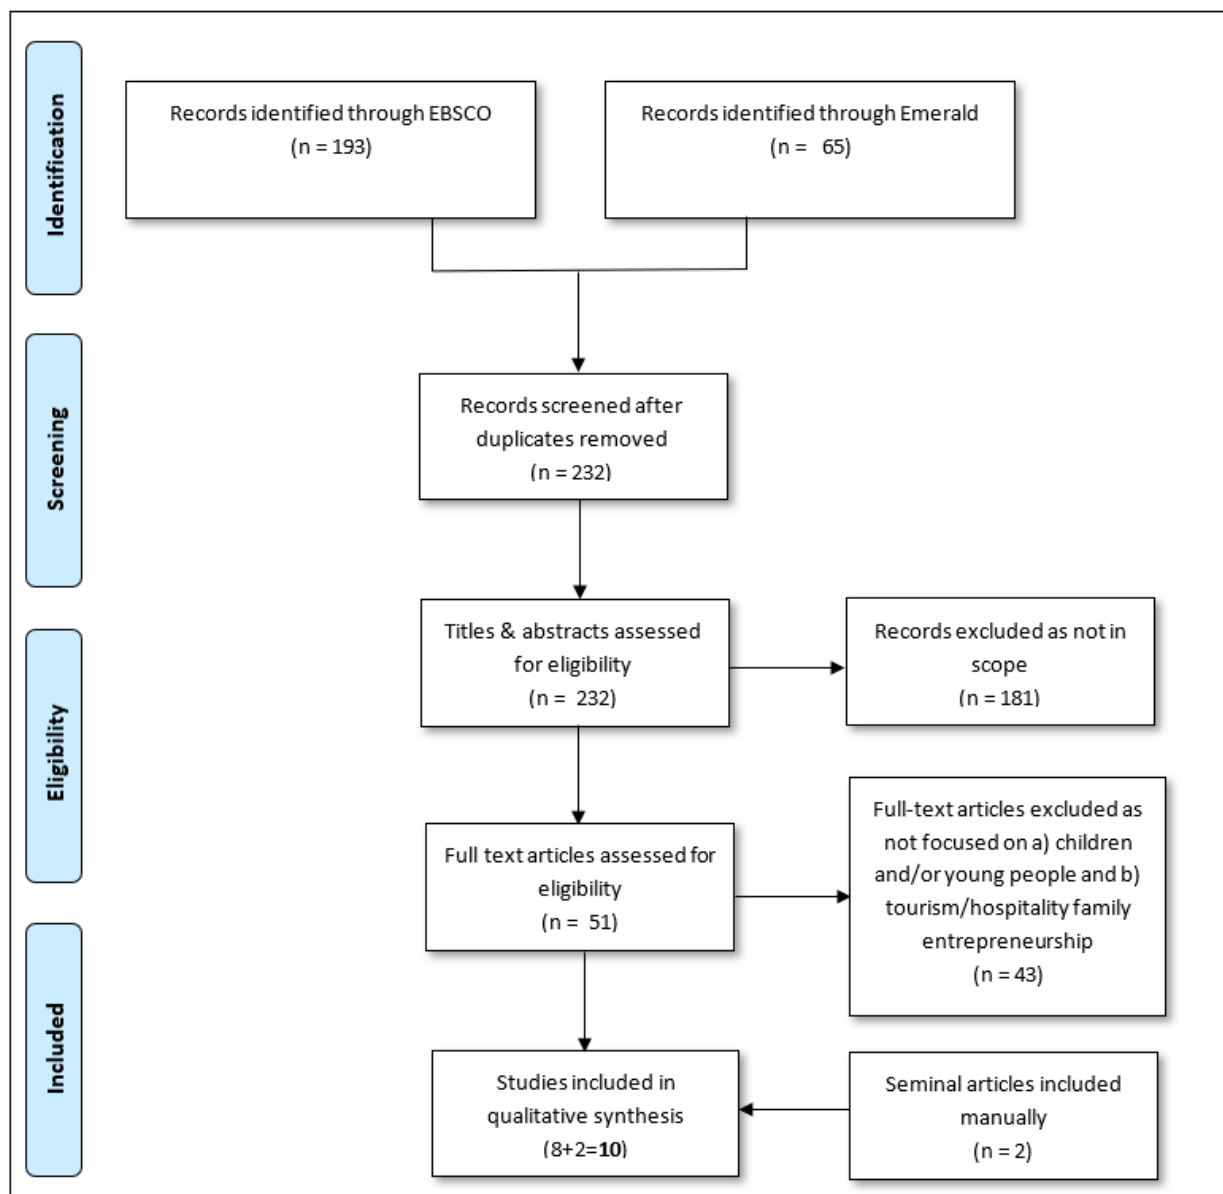 Identification
Records identified through EBSCO
(n = 193)
Records identified through Emerald
(n = 65)
Screening
Records screened after
duplicates removed
(n = 232)
Eligibility
Titles & abstracts assessed
for eligibility
(n = 232)
Records excluded as not in
scope
(n = 181)
Full text articles assessed for
eligibility
(n = 51)
Full-text articles excluded as
not focused on a) children
and/or young people and b)
tourism/hospitality family
entrepreneurship
(n = 43)
Included
Studies included in
qualitative synthesis
(8+2=10)
Seminal articles included
manually
(n = 2)